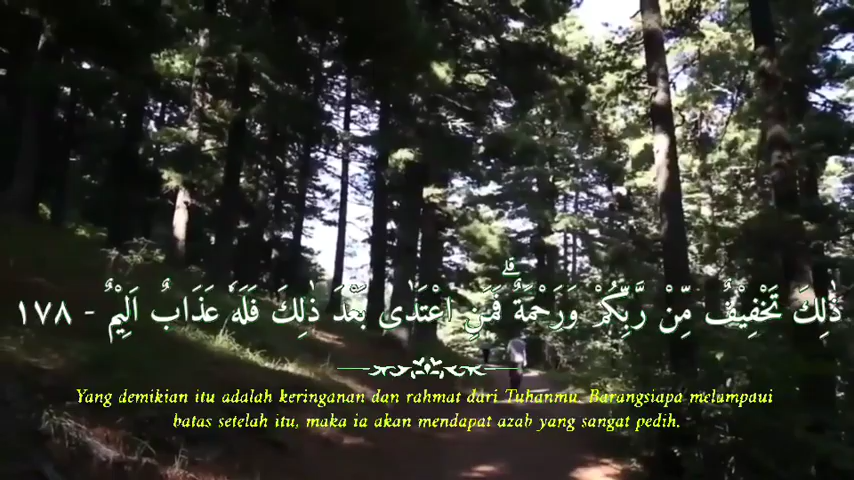 ذٰلِكَ تَخْفِيْفٌ مِّنْ رَّبِّكُمْ وَرَحْمَةٌ ۗفَمَنِ اعْتَدٰى بَعْدَ ذٰلِكَ فَلَهٗ عَذَابٌ اَلِيْمٌ - ١٧٨
Yang demikian itu adalah keringanan dan rahmat dari Tuhanmu. Barangsiapa melampaui
batas setelah itu, maka ia akan mendapat azab yang sangat pedih.